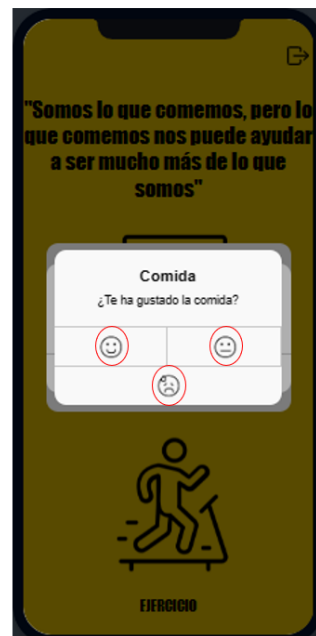 "Somos lo que comemos, pero lo
que comemos nos puede ayudar
a ser mucho más de lo que
somos"
Comida
¿Te ha gustado la comida?
EJERCICIO